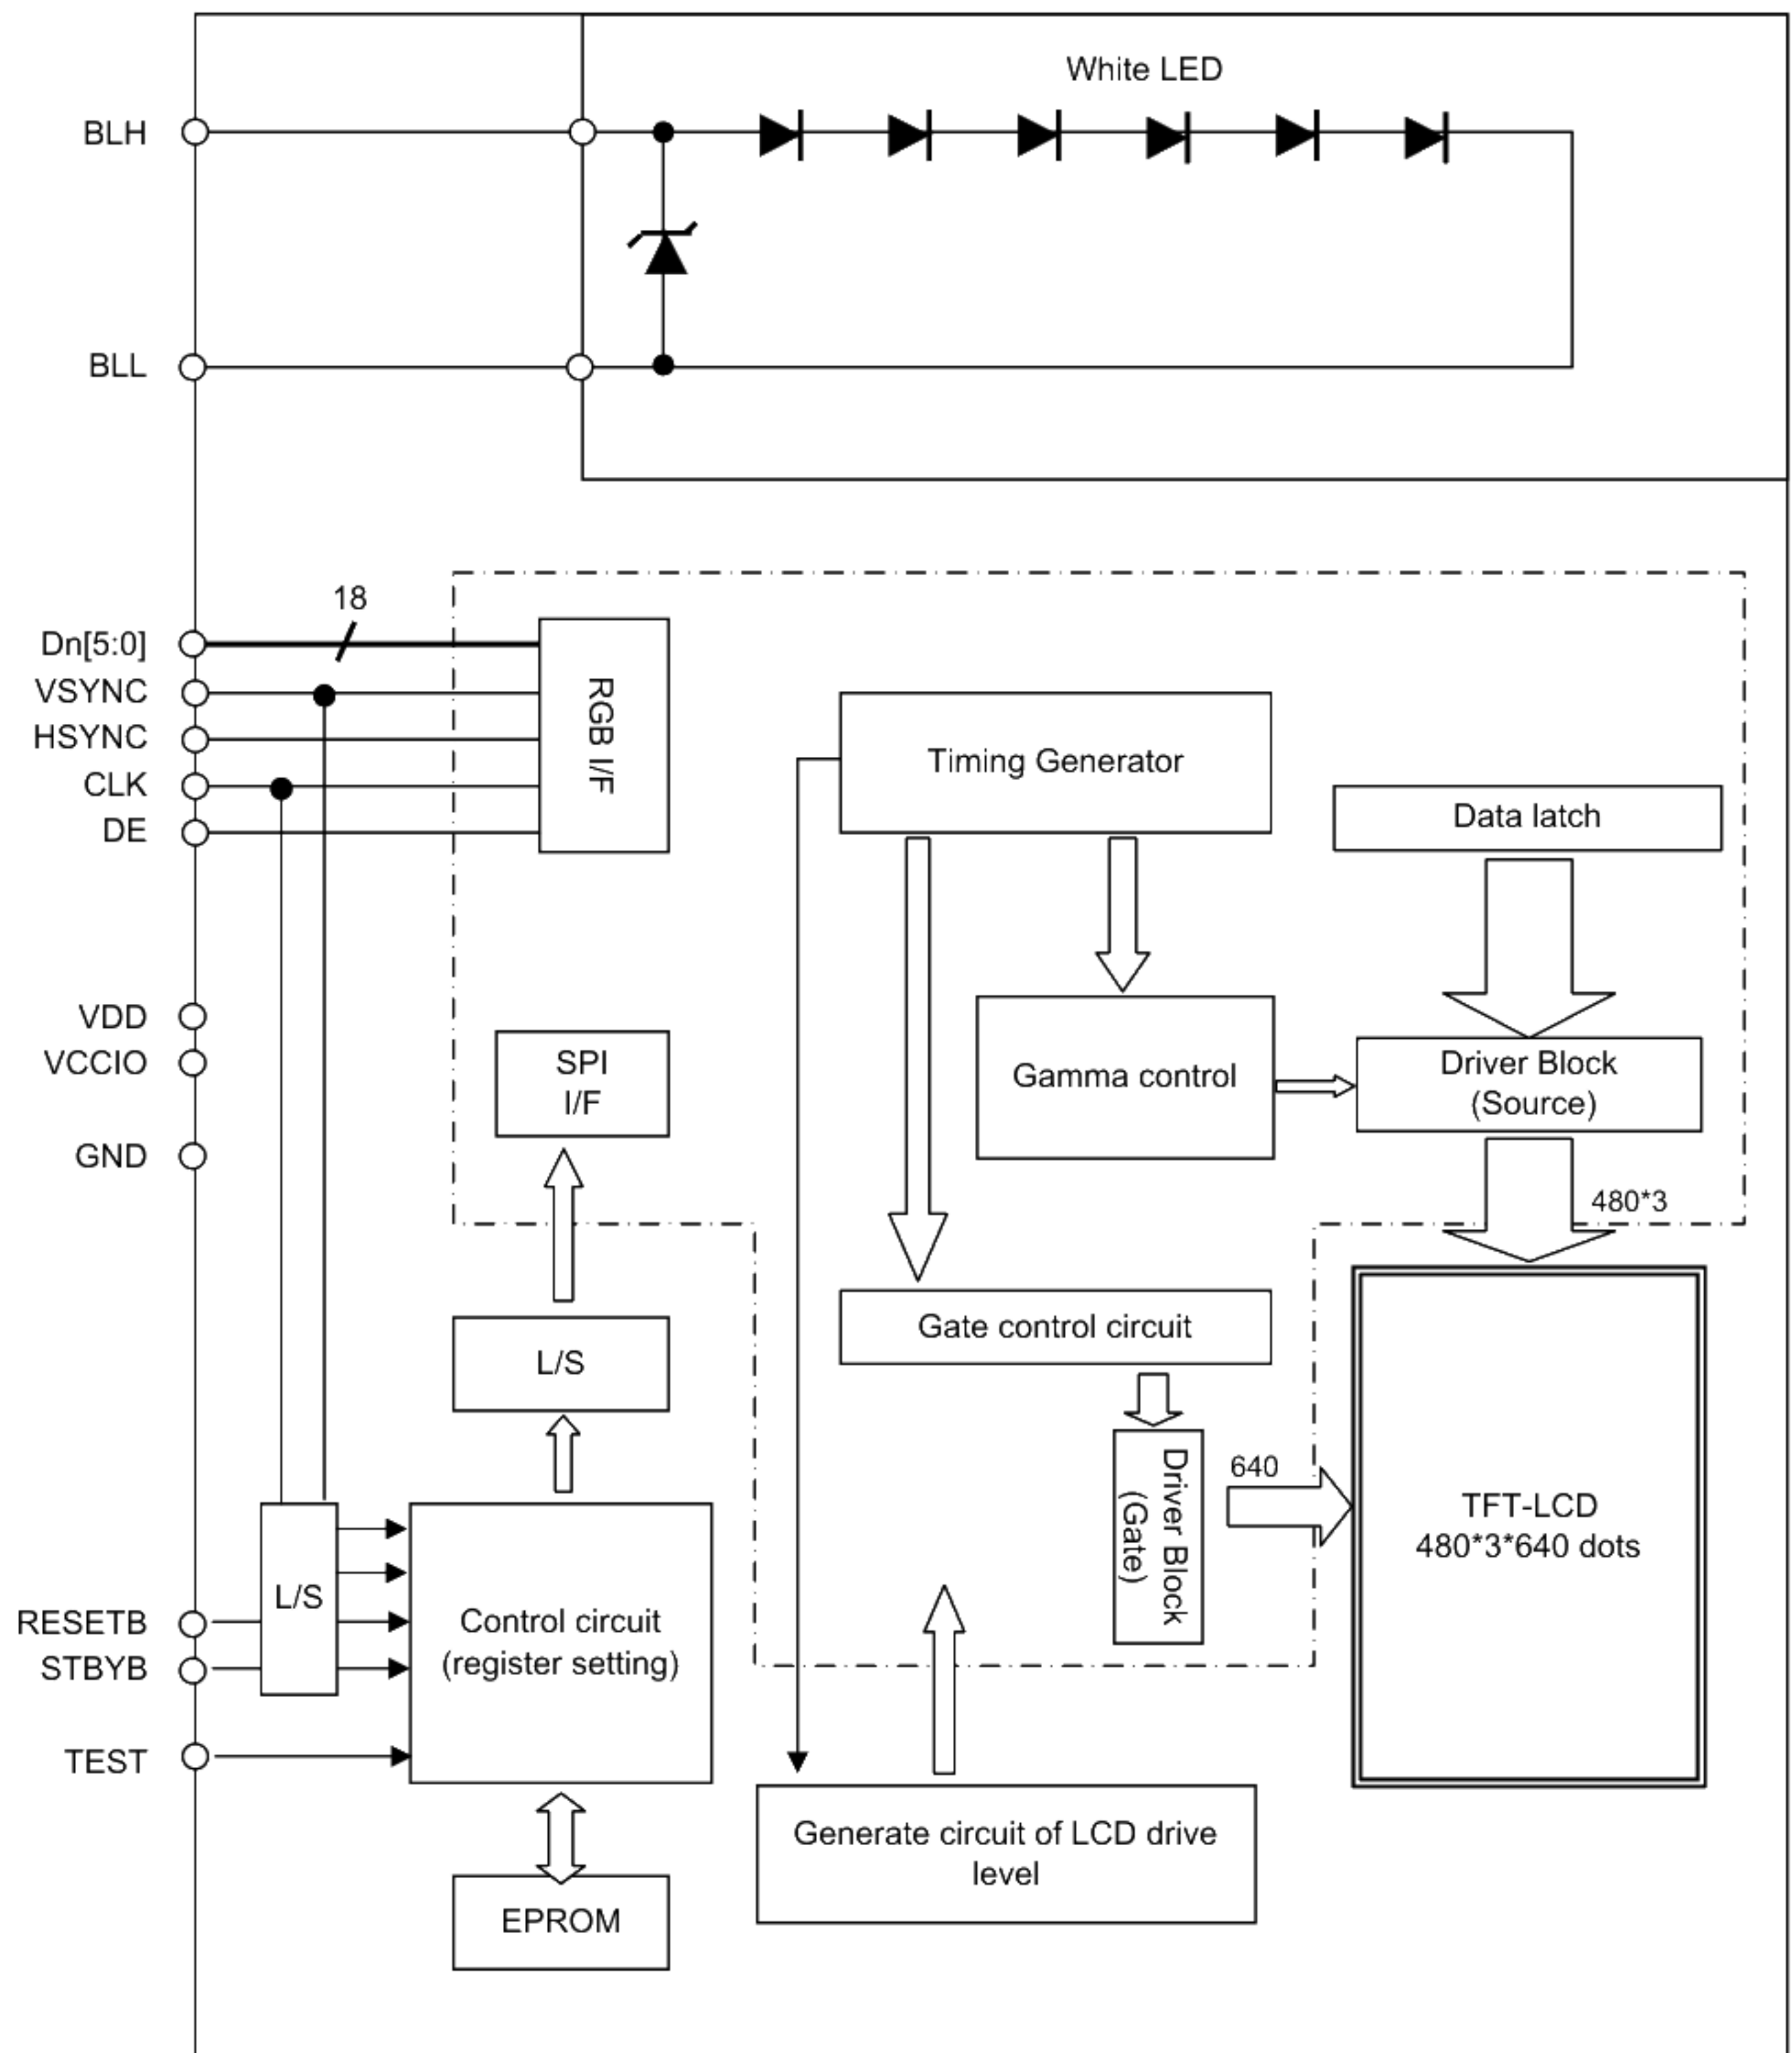 White LED
BLH
BLL
18
Dn[5:0]
VSYNC
HSYNC
CLK
DE
RGB I/F
Timing Generator
Data latch
VDD
VCCIO
GND
SPI
I/F
Gamma control
Driver Block
(Source)
480*3
L/S
Gate control circuit
Driver Block
(Gate)
640
TFT-LCD
480*3*640 dots
L/S
RESETB
STBYB
TEST
Control circuit
(register setting)
Generate circuit of LCD drive
level
EPROM